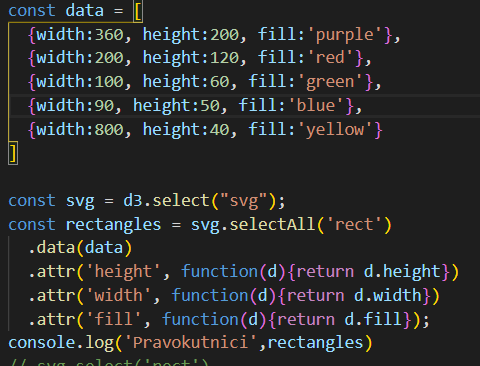 const data = [
{width:360, height:200, fill:'purple'},
{width:200, height:120, fill:'red'},
{width:100, height:60, fill:'green'},
{width:90, height:50, fill:'blue'},
{width:800, height:40, fill:'yellow'}
]
const svg = d3.select("svg");
const rectangles = svg.selectAll('rect')
.data(data)
.attr('height', function(d){return d.height})
.attr('width', function(d){return d.width})
.attr('fill', function(d){return d.fill});
console.log('Pravokutnici',rectangles)
// svg.select('rect')